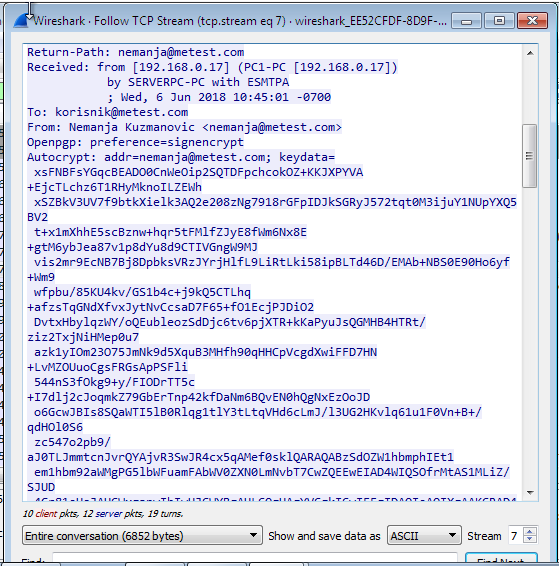 Wireshark · Follow TCP Stream (tcp.stream eq 7) · wireshark_EE52CFDF-8D9F-...
Return-Path: nemanja@metest.com
Received: from [192.168.0.17] (PC1-PC [192.168.0.17])
by SERVERPC-PC with ESMTPA
; Wed, 6 Jun 2018 10:45:01 -0700
To: korisnik@metest.com
From: Nemanja Kuzmanovic <nemanja@metest.com>
Openpgp: preference=signencrypt
Autocrypt: addr=nemanja@metest.com; keydata=
xsFNBFsYGqcBEADO0CnWeOip2SQTDFpchcokOZ+KKJXPYVA
+EjcTLchz6T1RHyMknoILZEWh
xSZBkV3UV7f9btkXielk3AQ2e208zNg7918rGFpIDJkSGRyJ572tqt0M3ijuY1NUpYXQ5
BV2
t+x1mXhhE5scBznw+hqr5tFMlfZJyE8fWm6Nx8E
+gtM6ybJea87v1p8dYu8d9CTIVGngW9MJ
vis2mr9EcNB7Bj8DpbksVRzJYrjHlfL9LiRtLki58ipBLTd46D/EMAb+NBS0E90Ho6yf
+Wm9
wfpbu/85KU4kv/GS1b4c+j9kQ5CTLhq
+afzsTqGNdXfvxJytNvCcsaD7F65+fO1EcjPJDiO2
DvtxHbylqzWY/oQEubleozSdDjc6tv6pjXTR+kKaPyuJsQGMHB4HTRt/
ziz2TxjNiHMep0u7
azk1yIOm23O75JmNk9d5XquB3MHfh90qHHCpVcgdXwiFFD7HN
+LvMZOUuoCgsFRGsApPSFli
544nS3fOkg9+y/FIODrTT5c
+I7dlj2cJoqmkZ79GbErTnp42kfDaNm6BQvEN0hQgNxEzOoJD
o6GcwJBIs8SQaWTI5lB0Rlqg1tlY3tLtqVHd6cLmJ/l3UG2HKvlq61u1F0Vn+B+/
qdHOl0S6
zc547o2pb9/
aJ0TLJmmtcnJvrQYAjvR3SwJR4cx5qAMef0sklQARAQABzSdOZW1hbmphIEt1
em1hbm92aWMgPG5lbWFuamFAbWV0ZXN0LmNvbT7CwZQEEwEIAD4WIQSOfrMtAS1MLiZ/
SJUD
10 client pkts, 12 server pkts, 19 turns.
Entire conversation (6852 bytes) Show and save data as ASCII Stream 7
Find: Find Next